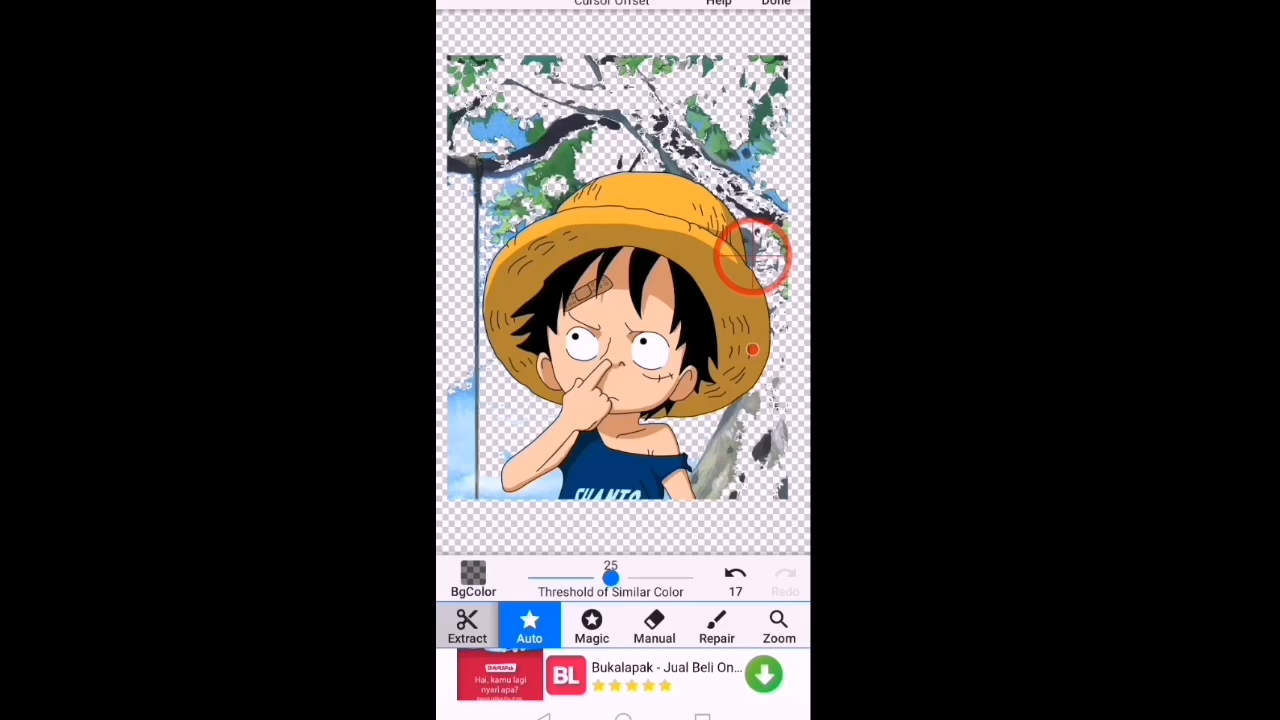 Cursor Offset
Help
Done
SHANTO
25
BgColor
Threshold of Similar Color
17
Redo
Extract
Auto
Magic
Manual
Repair
Zoom
Hai, kamu lagi
nyari apa?
BL
Bukalapak - Jual Beli On...